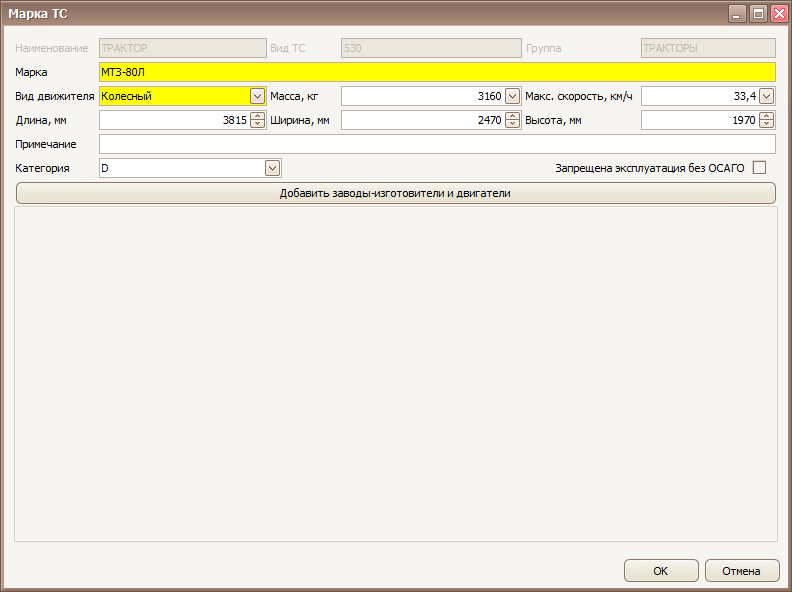 Марка ТС
Наименование ТРАКТОР Вид ТС 530 Группа ТРАКТОРЫ
Марка МТЗ-80Л
Вид движителя Колесный Масса, кг 3160 Макс. скорость, км/ч 33,4
Длина, мм 3815 Ширина, мм 2470 Высота, мм 1970
Примечание
Категория D Запрещена эксплуатация без ОСАГО
Добавить заводы-изготовители и двигатели
OK Отмена